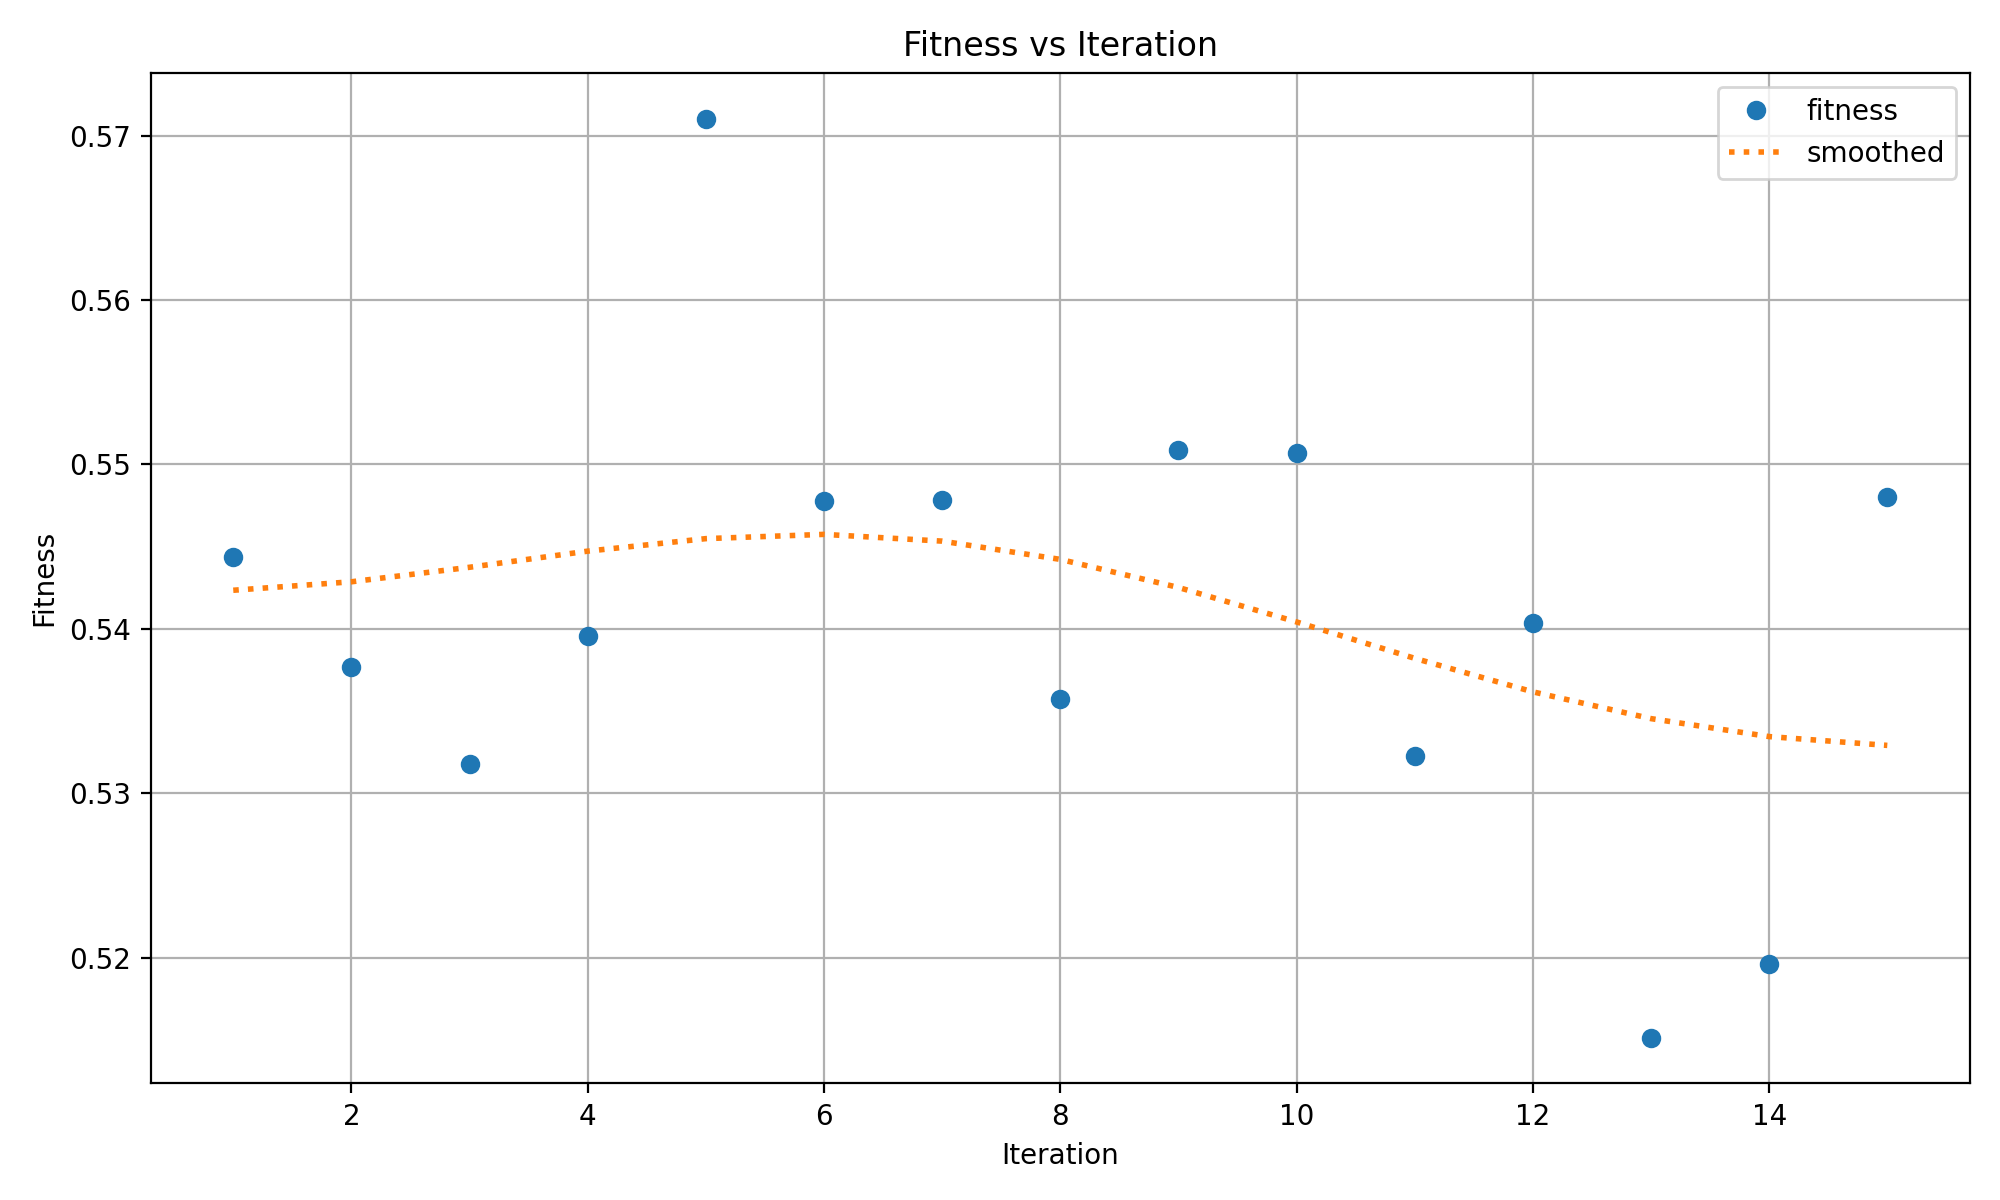 Fitness vs Iteration
fitness
smoothed
0.57
0.56
0.55
0.54
0.53
0.52
Fitness
2 4 6 8 10 12 14
Iteration